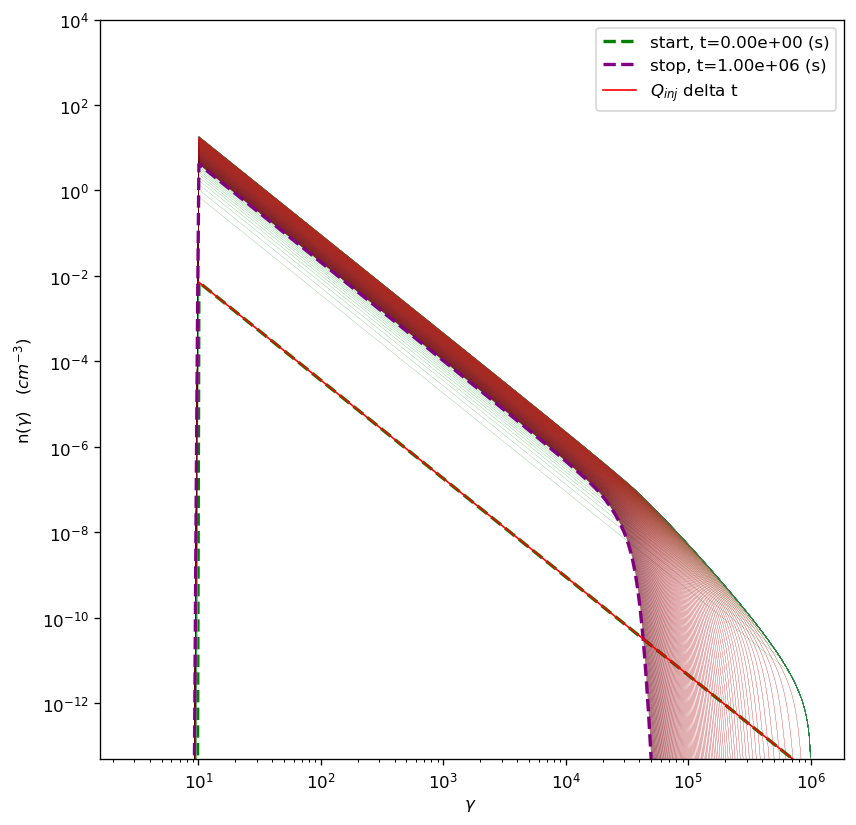 start, t=0.00e+00 (s)
stop, t=1.00e+06 (s)
$Q_{inj}$ delta t
n(γ) ($cm^{-3}$)
$10^{4}$
$10^{2}$
$10^{0}$
$10^{-2}$
$10^{-4}$
$10^{-6}$
$10^{-8}$
$10^{-10}$
$10^{-12}$
$10^{1}$ $10^{2}$ $10^{3}$ $10^{4}$ $10^{5}$ $10^{6}$
γ